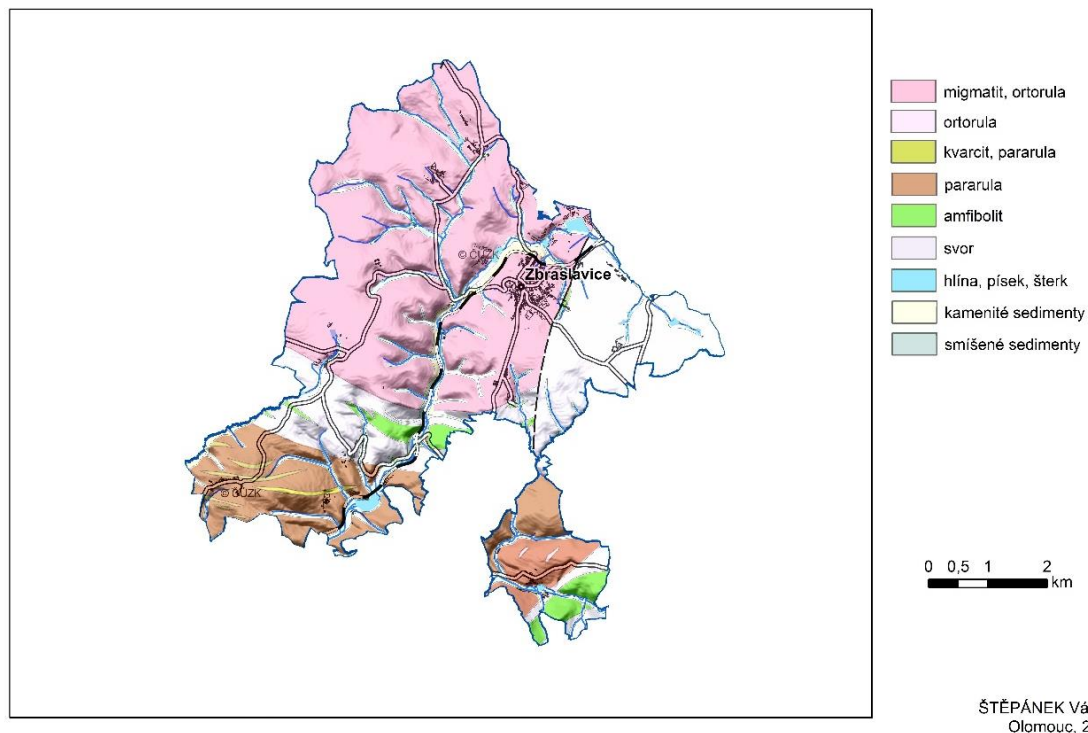 migmatit, ortorula
ortorula
kvarcit, pararula
pararula
amfibolit
svor
hlína, písek, šterk
kamenité sedimenty
smíšené sedimenty
© ČÚZK
Zbraslavice
© ČÚZK
0 0,5 1 2
km
ŠTĚPÁNEK Vá
Olomouc, 2